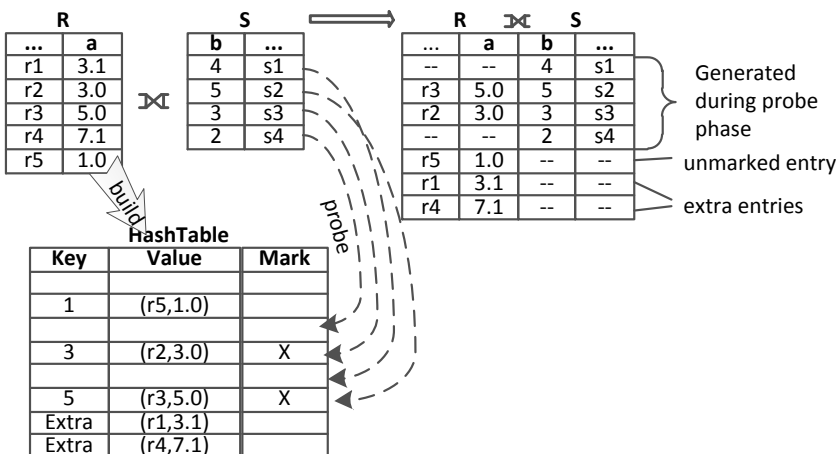 R S R S
... a
r1 3.1
r2 3.0
r3 5.0
r4 7.1
r5 1.0
b ...
4 s1
5 s2
3 s3
2 s4
... a b ...
-- -- 4 s1
r3 5.0 5 s2
r2 3.0 3 s3
-- -- 2 s4
r5 1.0 -- --
r1 3.1 -- --
r4 7.1 -- --
Generated
during probe
phase
unmarked entry
extra entries
build
probe
HashTable
Key Value Mark
1 (r5,1.0)
3 (r2,3.0) X
5 (r3,5.0) X
Extra (r1,3.1)
Extra (r4,7.1)